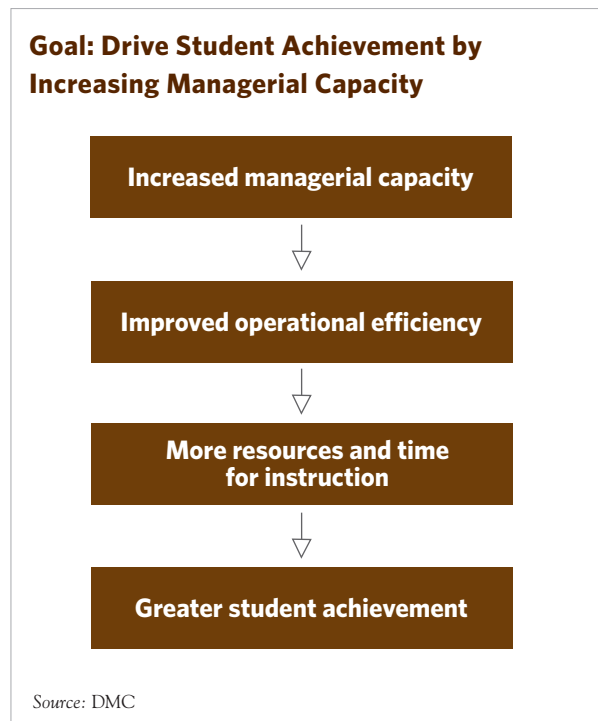 Goal: Drive Student Achievement by
Increasing Managerial Capacity
Increased managerial capacity
Improved operational efficiency
More resources and time
for instruction
Greater student achievement
Source: DMC